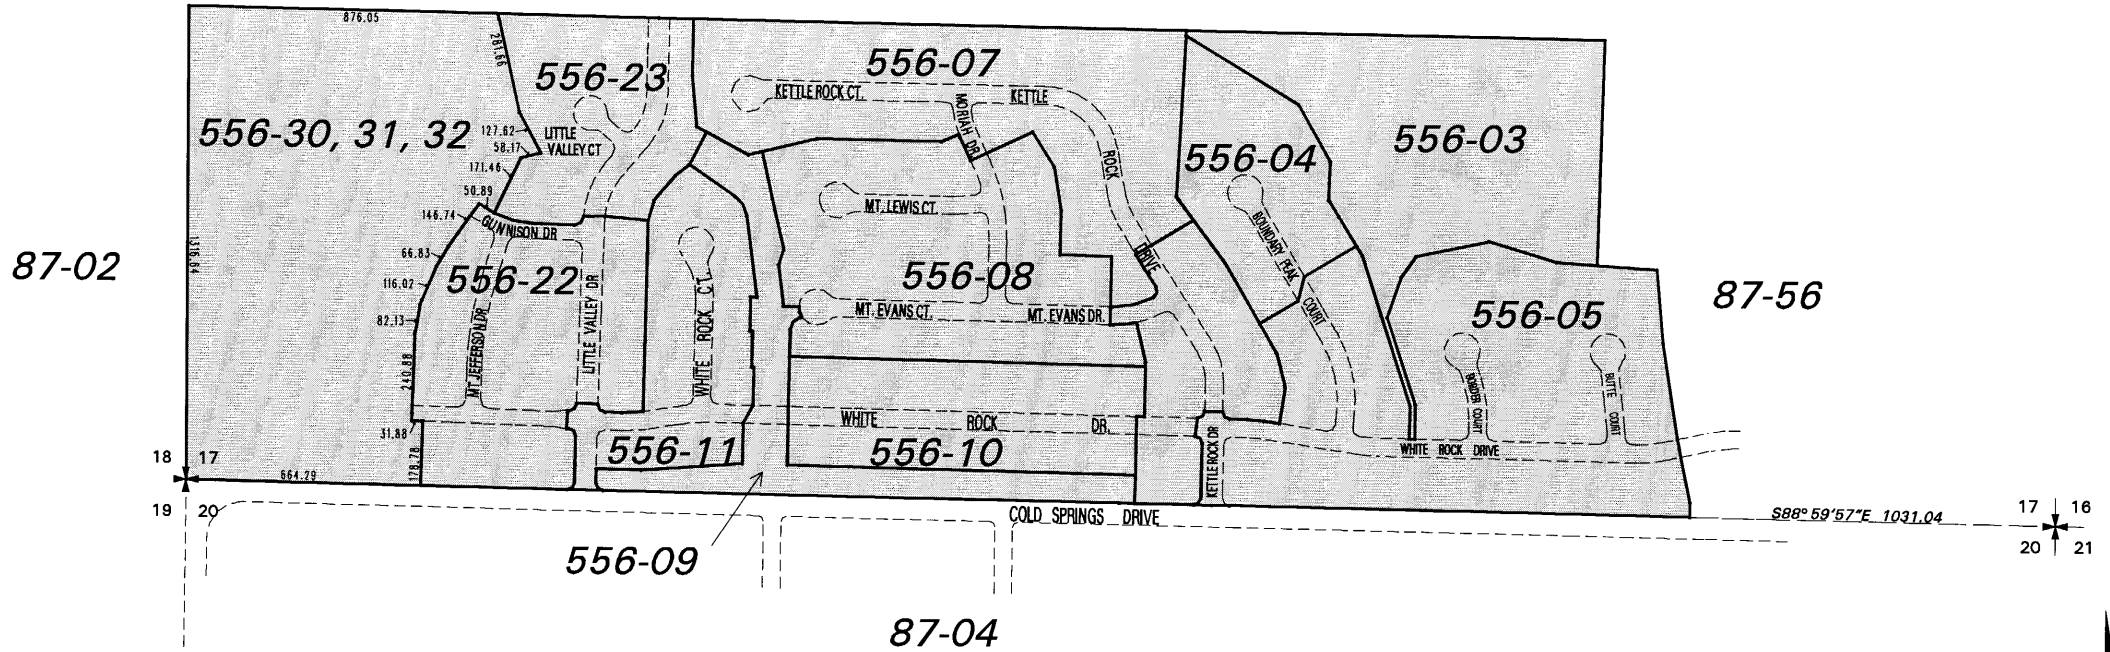 876.05
281.66
556-23
556-07
KETTLE ROCK CT.
MORIAH DR.
KETTLE
ROCK
DRIVE
556-30, 31, 32
127.62
58.17
LITTLE
VALLEY CT
556-04
556-03
171.46
50.89
146.74
GUNNISON DR
MT. LEWIS CT.
BOUNDARY PEAK
COURT
87-02
1316.64
66.83
116.02
82.13
240.88
31.88
178.78
556-22
MT. JEFFERSON DR.
LITTLE VALLEY DR
WHITE ROCK CT.
556-08
MT. EVANS CT.
MT. EVANS DR.
556-05
87-56
BORDER COURT
BUTTE COURT
WHITE ROCK DR.
556-11
556-10
KETTLE ROCK DR
WHITE ROCK DRIVE
18 17
664.29
19 20
COLD SPRINGS DRIVE
S88° 59'57"E 1031.04
17 16
20 21
556-09
87-04